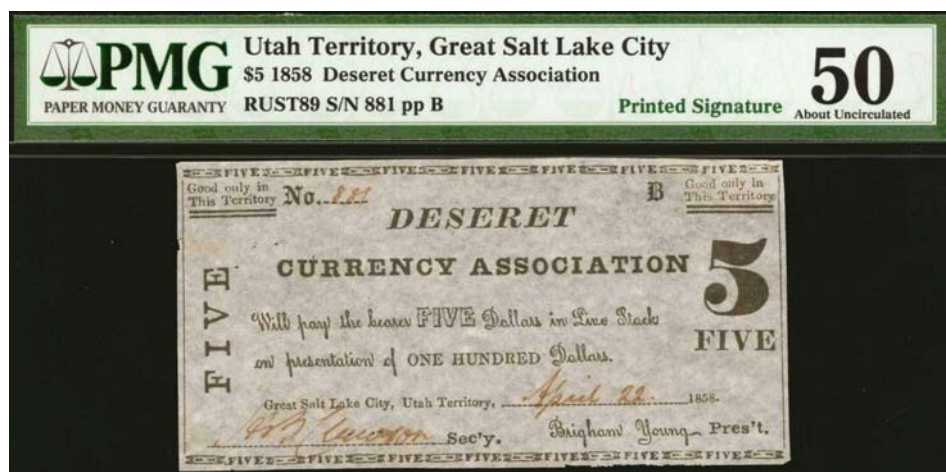 PMG
PAPER MONEY GUARANTY
Utah Territory, Great Salt Lake City
$5 1858 Deseret Currency Association
RUST89 S/N 881 pp B
Printed Signature
50
About Uncirculated
FIVE FIVE FIVE FIVE FIVE FIVE FIVE
Good only in
This Territory
No. 881
B
Good only in
This Territory
DESERET
CURRENCY ASSOCIATION
5
FIVE
FIVE
Will pay the bearer FIVE Dollars in Live Stock
on presentation of ONE HUNDRED Dollars.
Great Salt Lake City, Utah Territory, April 22. 1858.
Sec'y. Brigham Young Pres't.
FIVE FIVE FIVE FIVE FIVE FIVE FIVE